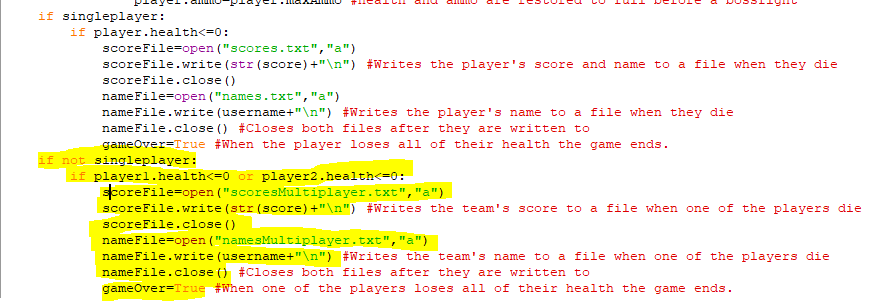 player.ammo=player.maxAmmo #health and ammo are restored to full before a bossfight
if singleplayer:
if player.health<=0:
scoreFile=open("scores.txt","a")
scoreFile.write(str(score)+"\n") #Writes the player's score and name to a file when they die
scoreFile.close()
nameFile=open("names.txt","a")
nameFile.write(username+"\n") #Writes the player's name to a file when they die
nameFile.close() #Closes both files after they are written to
gameOver=True #When the player loses all of their health the game ends.
if not singleplayer:
if player1.health<=0 or player2.health<=0:
scoreFile=open("scoresMultiplayer.txt","a")
scoreFile.write(str(score)+"\n") #Writes the team's score to a file when one of the players die
scoreFile.close()
nameFile=open("namesMultiplayer.txt","a")
nameFile.write(username+"\n") #Writes the team's name to a file when one of the players die
nameFile.close() #Closes both files after they are written to
gameOver=True #When one of the players loses all of their health the game ends.